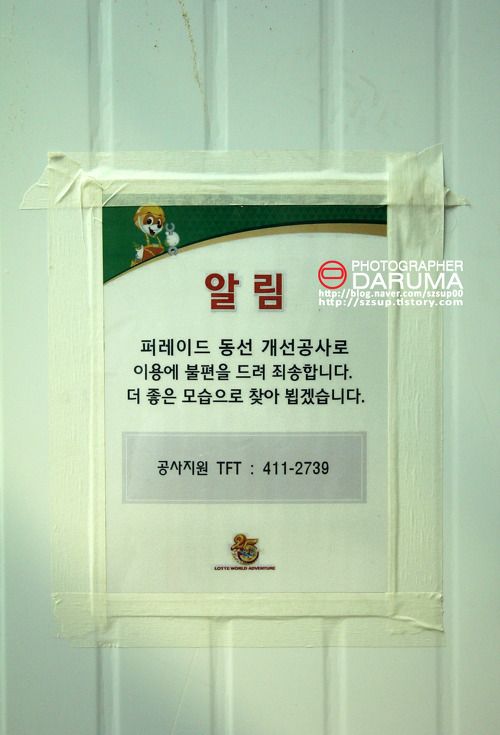 알림
퍼레이드 동선 개선공사로
이용에 불편을 드려 죄송합니다.
더 좋은 모습으로 찾아 뵙겠습니다.
공사지원 TFT : 411-2739
25
LOTTE WORLD ADVENTURE
PHOTOGRAPHER
DARUMA
http://blog.naver.com/szsup00
http://szsup.tistory.com